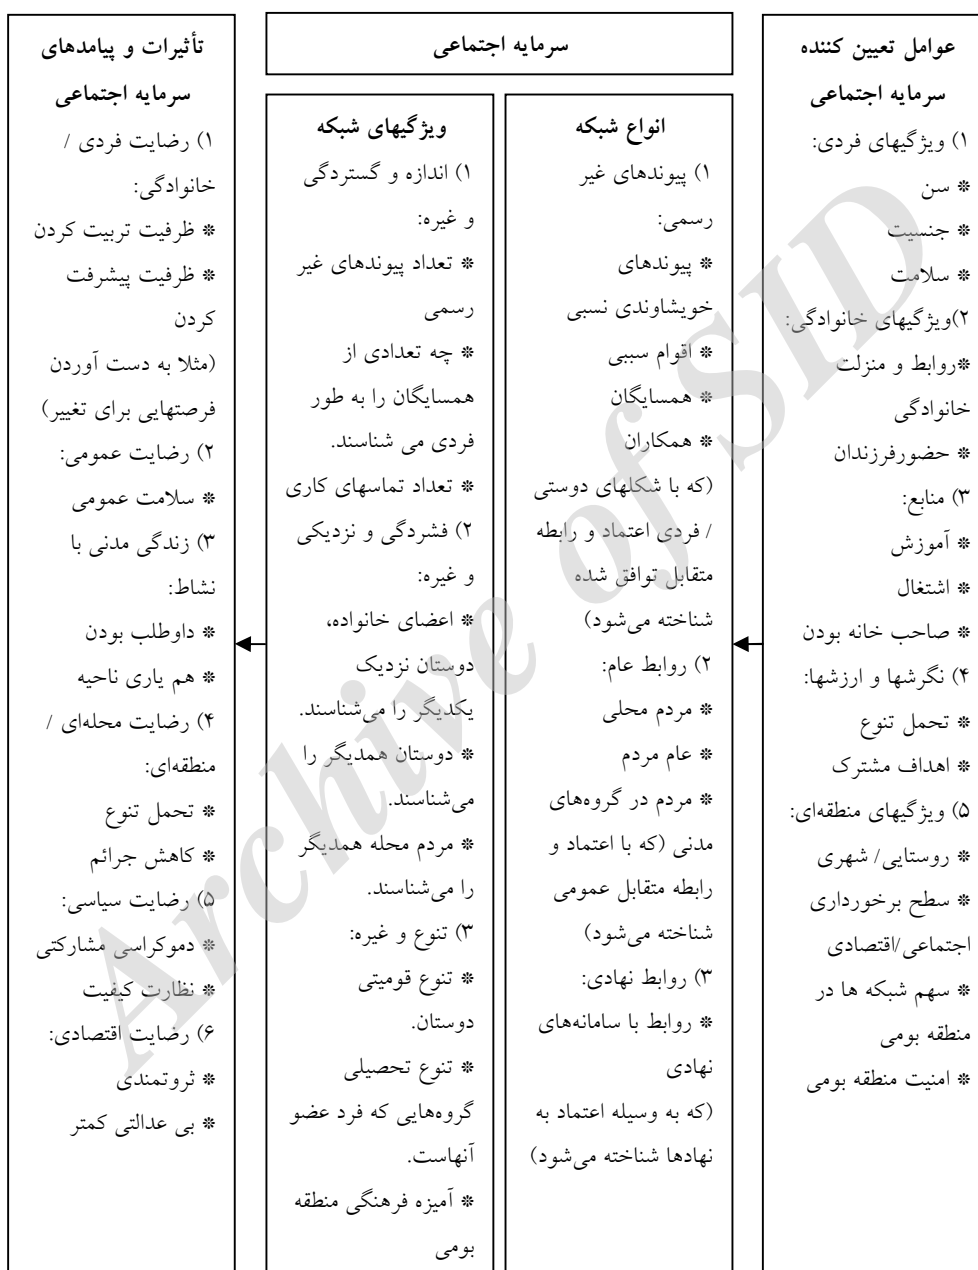 عوامل تعیین کننده
سرمایه اجتماعی
۱) ویژگیهای فردی:
* سن
* جنسیت
* سلامت
۲)ویژگیهای خانوادگی:
*روابط و منزلت
خانوادگی
* حضورفرزندان
۳) منابع:
* آموزش
* اشتغال
* صاحب خانه بودن
۴) نگرشها و ارزشها:
* تحمل تنوع
* اهداف مشترک
۵) ویژگیهای منطقه‌ای:
* روستایی/ شهری
* سطح برخورداری
اجتماعی/اقتصادی
* سهم شبکه ها در
منطقه بومی
* امنیت منطقه بومی
سرمایه اجتماعی
انواع شبکه
۱) پیوندهای غیر
رسمی:
* پیوندهای
خویشاوندی نسبی
* اقوام سببی
* همسایگان
* همکاران
(که با شکلهای دوستی
/ فردی اعتماد و رابطه
متقابل توافق شده
شناخته می‌شود)
۲) روابط عام:
* مردم محلی
* عام مردم
* مردم در گروه‌های
مدنی (که با اعتماد و
رابطه متقابل عمومی
شناخته می‌شود)
۳) روابط نهادی:
* روابط با سامانه‌های
نهادی
(که به وسیله اعتماد به
نهادها شناخته می‌شود)
ویژگیهای شبکه
۱) اندازه و گستردگی
و غیره:
* تعداد پیوندهای غیر
رسمی
* چه تعدادی از
همسایگان را به طور
فردی می شناسند.
* تعداد تماسهای کاری
۲) فشردگی و نزدیکی
و غیره:
* اعضای خانواده،
دوستان نزدیک
یکدیگر را می‌شناسند.
* دوستان همدیگر را
می‌شناسند.
* مردم محله همدیگر
را می‌شناسند.
۳) تنوع و غیره:
* تنوع قومیتی
دوستان.
* تنوع تحصیلی
گروه‌هایی که فرد عضو
آنهاست.
* آمیزه فرهنگی منطقه
بومی
تأثیرات و پیامدهای
سرمایه اجتماعی
۱) رضایت فردی /
خانوادگی:
* ظرفیت تربیت کردن
* ظرفیت پیشرفت
کردن
(مثلا به دست آوردن
فرصتهایی برای تغییر)
۲) رضایت عمومی:
* سلامت عمومی
۳) زندگی مدنی با
نشاط:
* داوطلب بودن
* هم یاری ناحیه
۴) رضایت محله‌ای /
منطقه‌ای:
* تحمل تنوع
* کاهش جرائم
۵) رضایت سیاسی:
* دموکراسی مشارکتی
* نظارت کیفیت
۶) رضایت اقتصادی:
* ثروتمندی
* بی عدالتی کمتر
Archive of SID